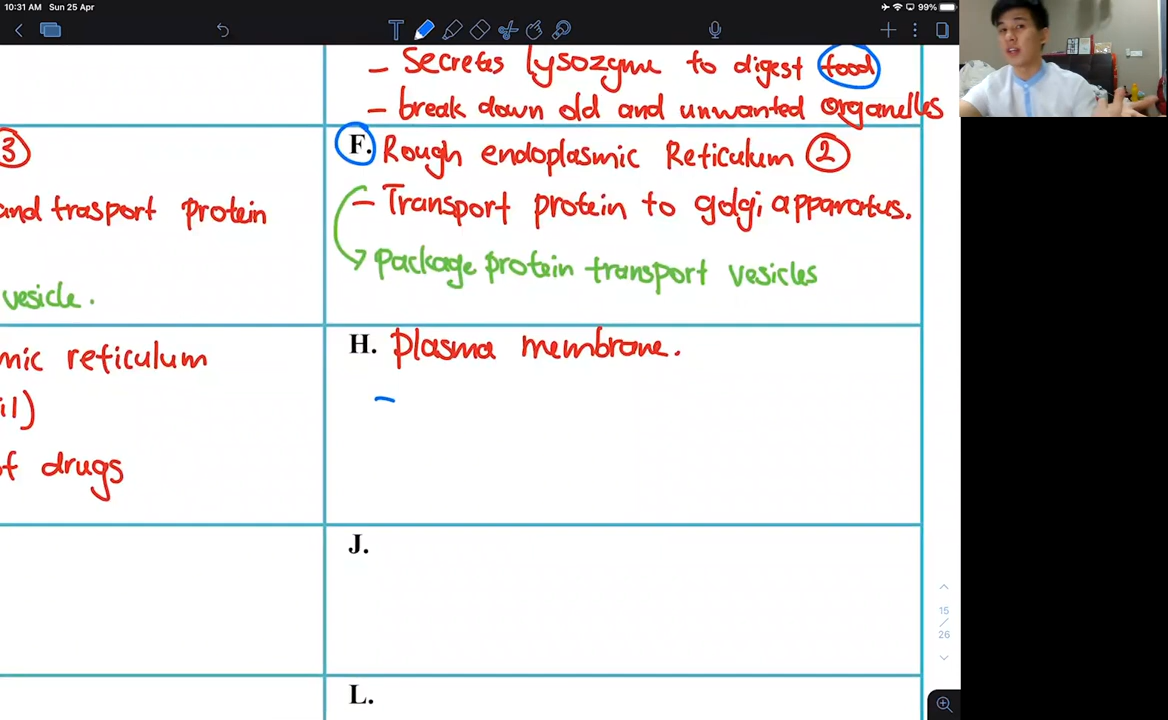 10:31 AM Sun 25 Apr
99%
T
- Secretes lysozyme to digest food
- break down old and unwanted organelles
3
and trasport protein
vesicle.
F. Rough endoplasmic Reticulum 2
- Transport protein to golgi apparatus.
package protein transport vesicles
mic reticulum
il)
of drugs
H. Plasma membrane.
-
J.
L.
15
/
26